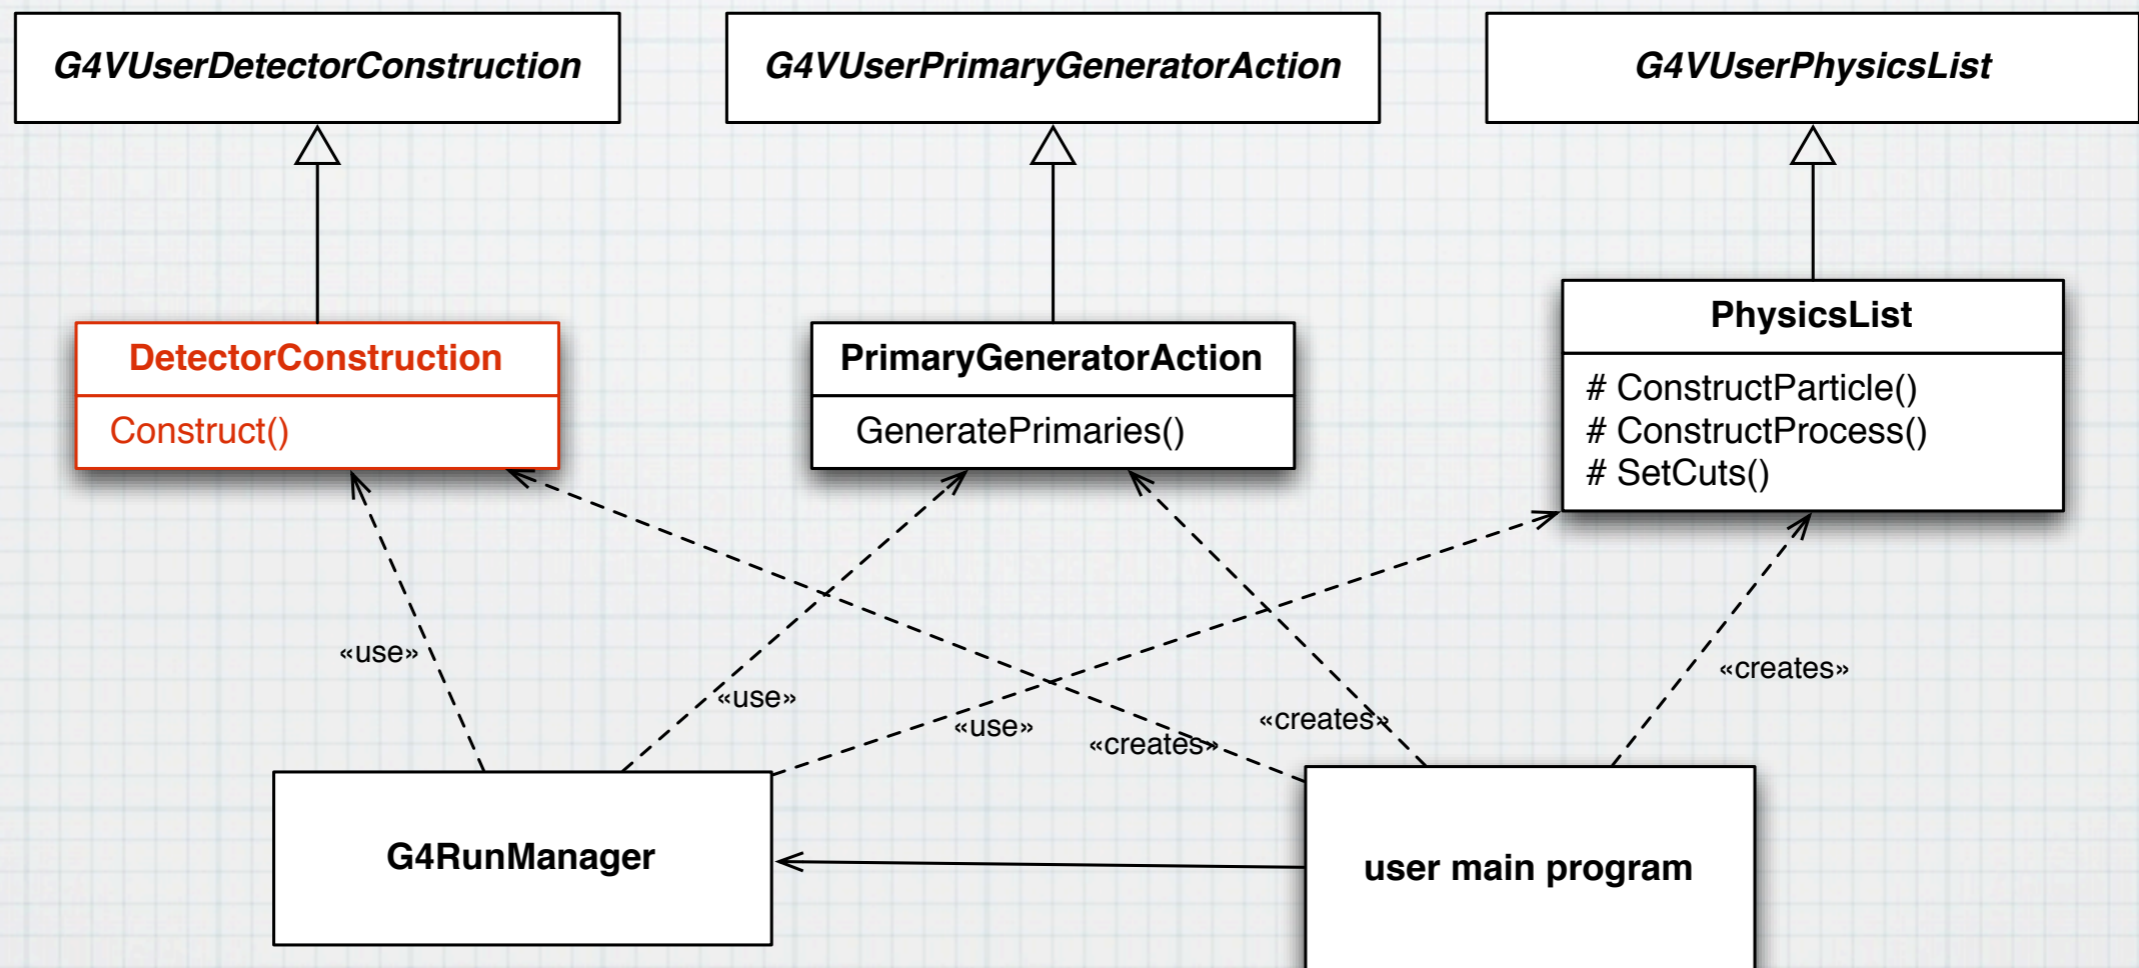 G4VUserDetectorConstruction
G4VUserPrimaryGeneratorAction
G4VUserPhysicsList
DetectorConstruction
Construct()
PrimaryGeneratorAction
GeneratePrimaries()
PhysicsList
# ConstructParticle()
# ConstructProcess()
# SetCuts()
«use»
«use»
«use»
«creates»
«creates»
«creates»
G4RunManager
user main program